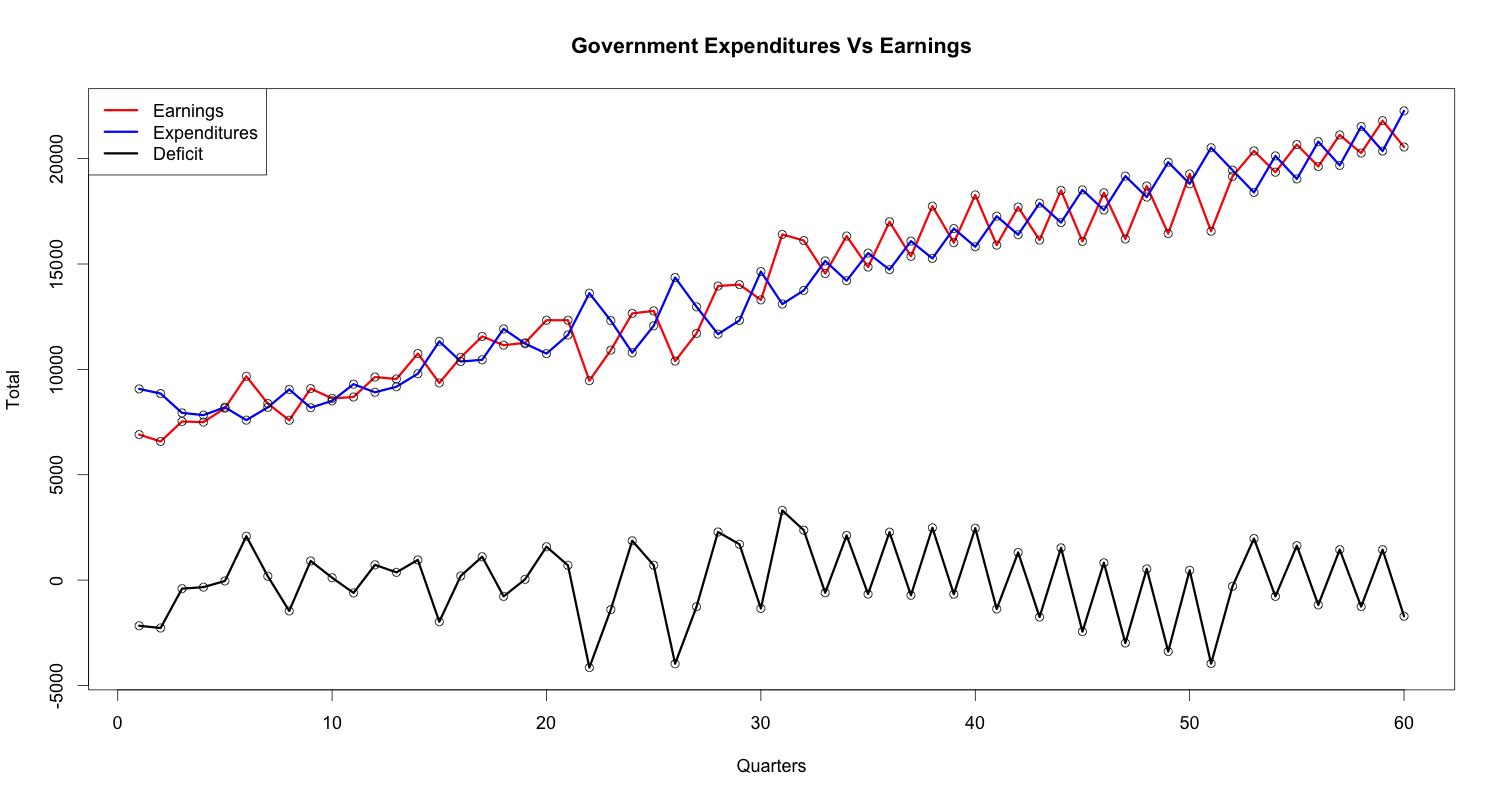 Government Expenditures Vs Earnings
Earnings
Expenditures
Deficit
Total
20000
15000
10000
5000
0
-5000
0 10 20 30 40 50 60
Quarters